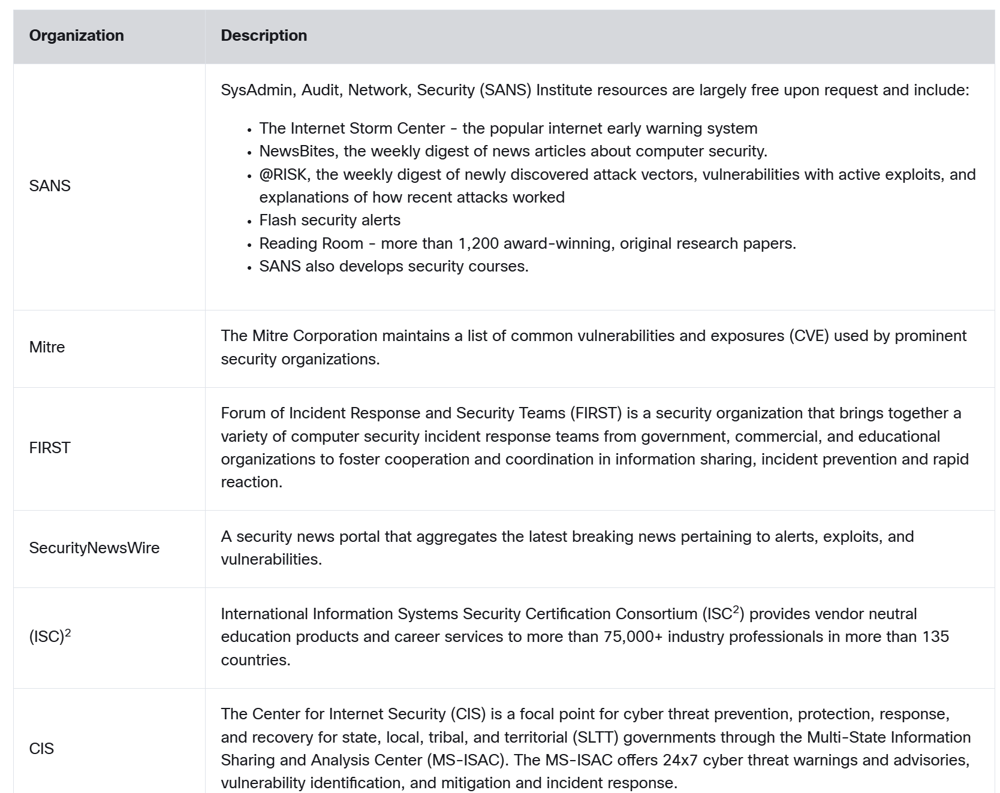 Organization
Description
SANS
SysAdmin, Audit, Network, Security (SANS) Institute resources are largely free upon request and include:
• The Internet Storm Center - the popular internet early warning system
• NewsBites, the weekly digest of news articles about computer security.
• @RISK, the weekly digest of newly discovered attack vectors, vulnerabilities with active exploits, and
explanations of how recent attacks worked
• Flash security alerts
• Reading Room - more than 1,200 award-winning, original research papers.
• SANS also develops security courses.
Mitre
The Mitre Corporation maintains a list of common vulnerabilities and exposures (CVE) used by prominent
security organizations.
FIRST
Forum of Incident Response and Security Teams (FIRST) is a security organization that brings together a
variety of computer security incident response teams from government, commercial, and educational
organizations to foster cooperation and coordination in information sharing, incident prevention and rapid
reaction.
SecurityNewsWire
A security news portal that aggregates the latest breaking news pertaining to alerts, exploits, and
vulnerabilities.
(ISC)²
International Information Systems Security Certification Consortium (ISC²) provides vendor neutral
education products and career services to more than 75,000+ industry professionals in more than 135
countries.
CIS
The Center for Internet Security (CIS) is a focal point for cyber threat prevention, protection, response,
and recovery for state, local, tribal, and territorial (SLTT) governments through the Multi-State Information
Sharing and Analysis Center (MS-ISAC). The MS-ISAC offers 24x7 cyber threat warnings and advisories,
vulnerability identification, and mitigation and incident response.